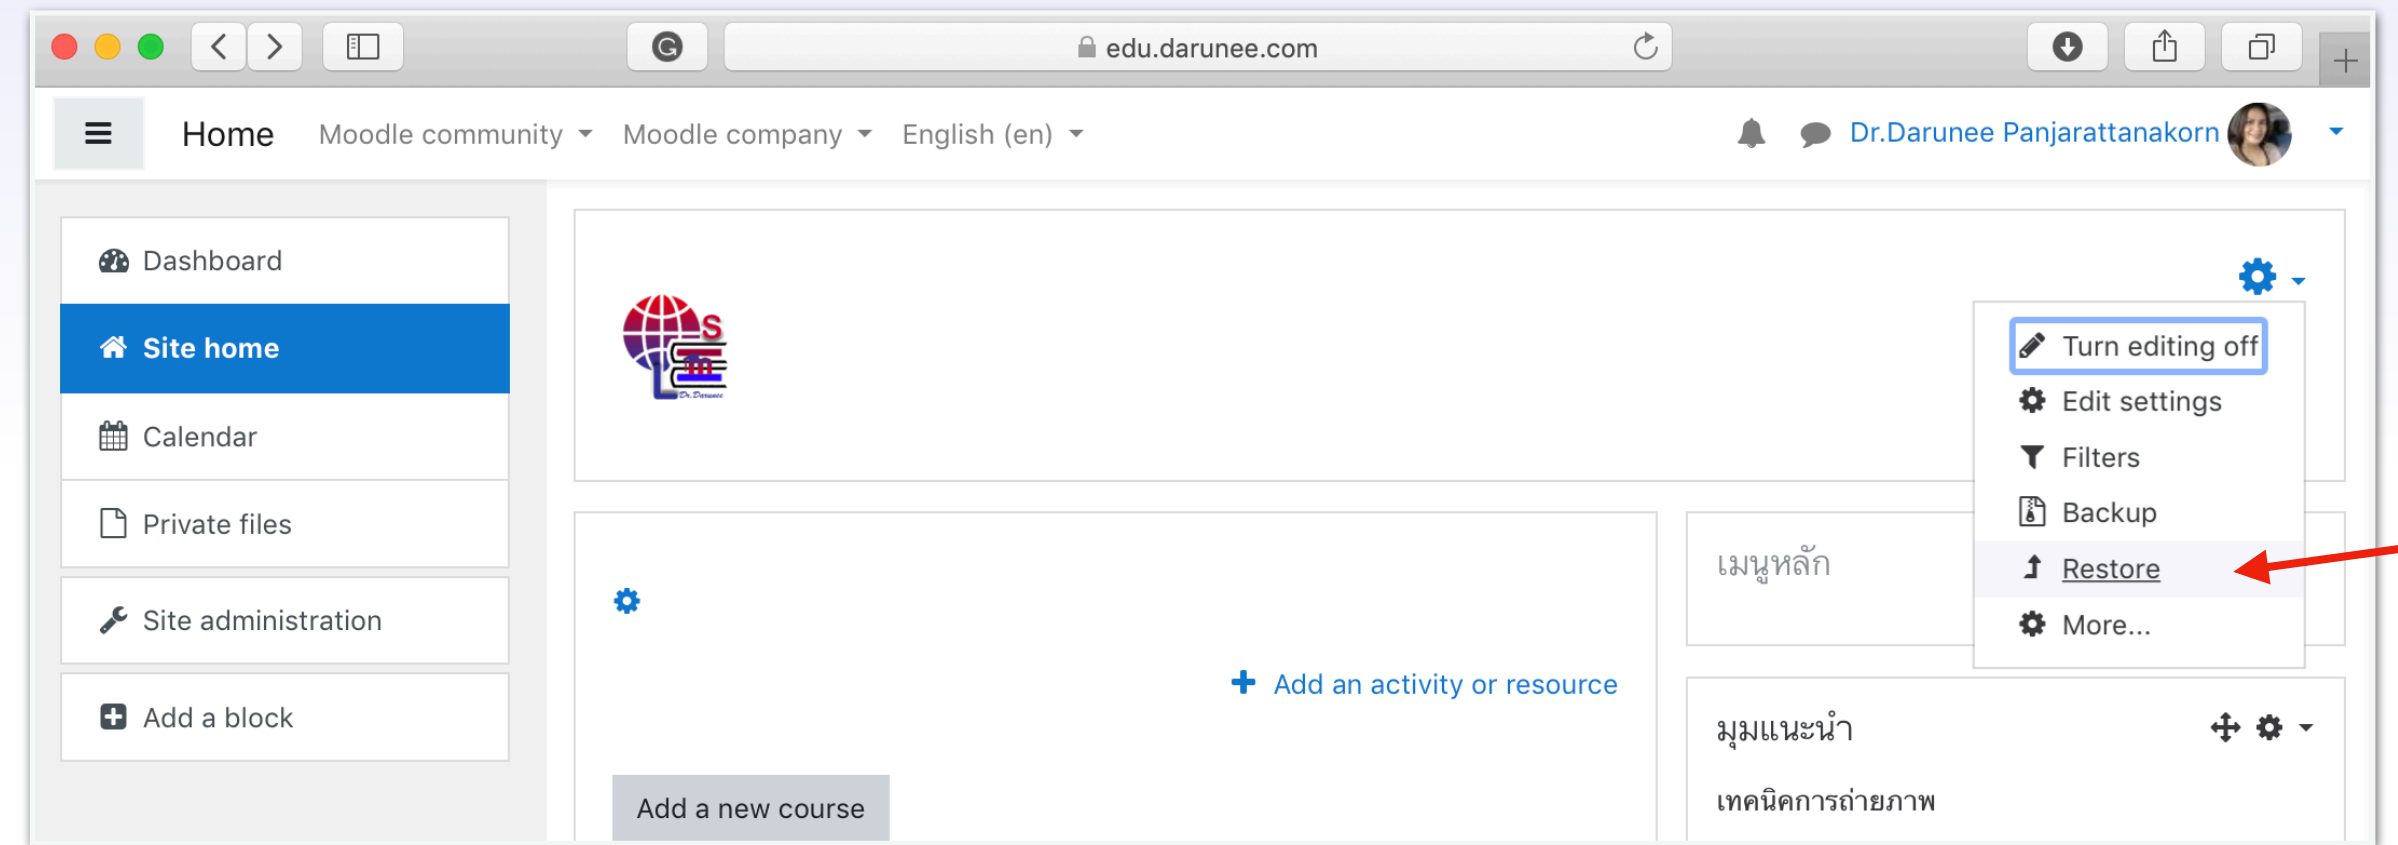 edu.darunee.com
Home Moodle community Moodle company English (en) Dr.Darunee Panjarattanakorn
Dashboard
Site home
Calendar
Private files
Site administration
Add a block
S
m
L
Dr. Darunee
Turn editing off
Edit settings
Filters
Backup
Restore
More...
Add an activity or resource
Add a new course
เมนูหลัก
มุมแนะนำ
เทคนิคการถ่ายภาพ